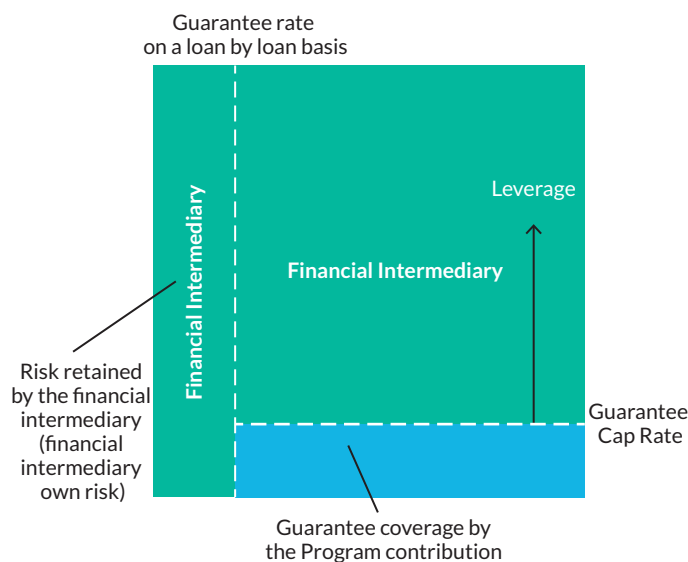 Guarantee rate
on a loan by loan basis
Leverage
Financial Intermediary
Financial Intermediary
Risk retained
by the financial
intermediary
(financial
intermediary
own risk)
Guarantee
Cap Rate
Guarantee coverage by
the Program contribution